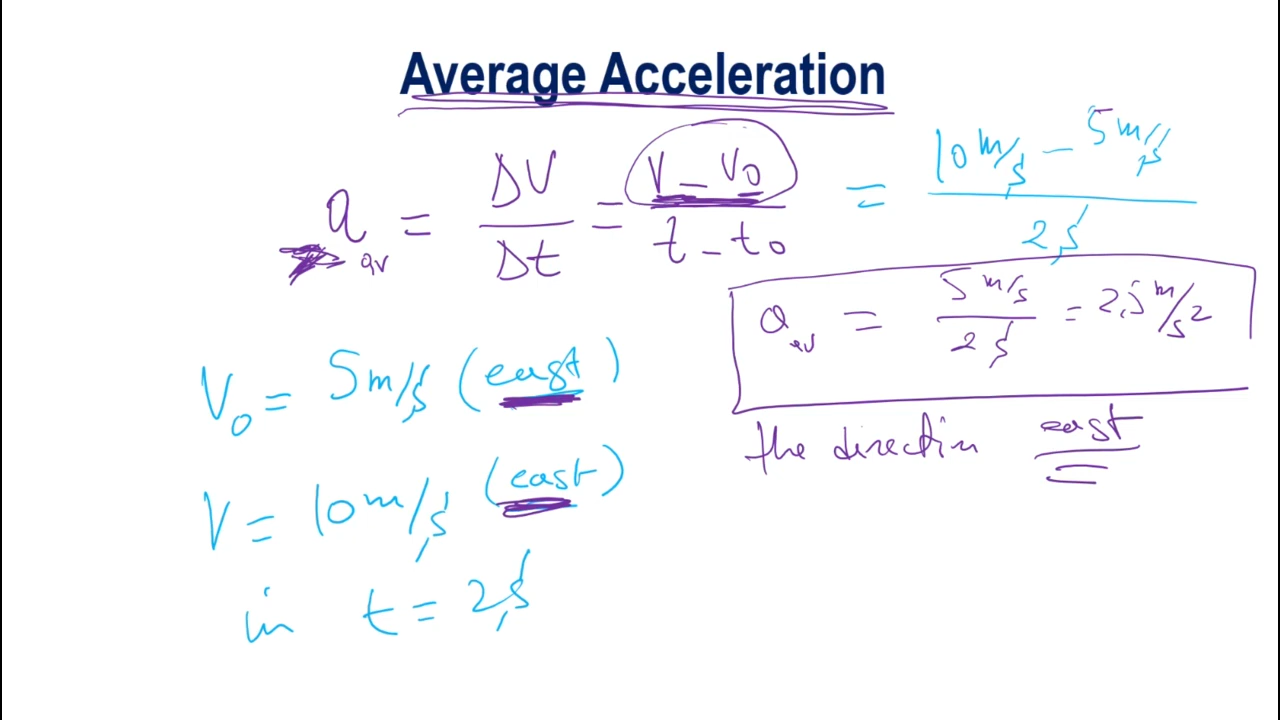 Average Acceleration
a_av = ΔV/Δt = (V - V₀)/(t - t₀) = (10 m/s - 5 m/s)/(2 s)
a_av = (5 m/s)/(2 s) = 2,5 m/s²
the direction east
V₀ = 5 m/s (east)
V = 10 m/s (east)
in t = 2 s